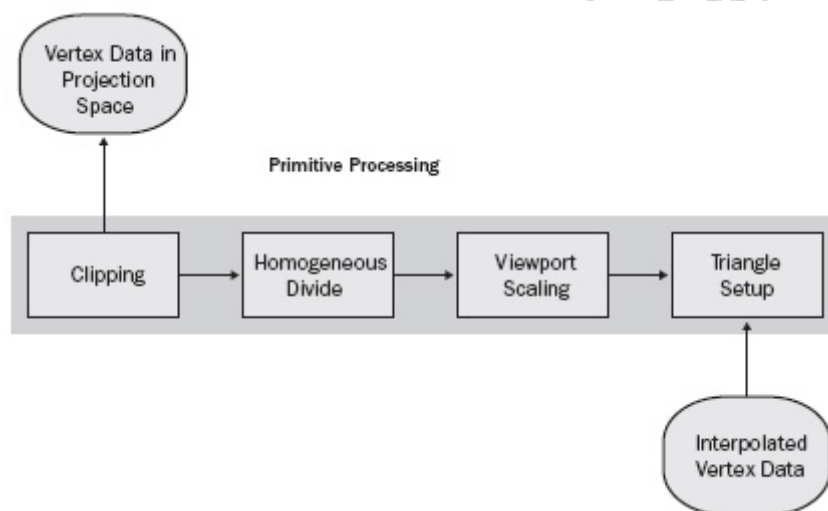 Vertex Data in
Projection
Space
Primitive Processing
Clipping
Homogeneous
Divide
Viewport
Scaling
Triangle
Setup
Interpolated
Vertex Data